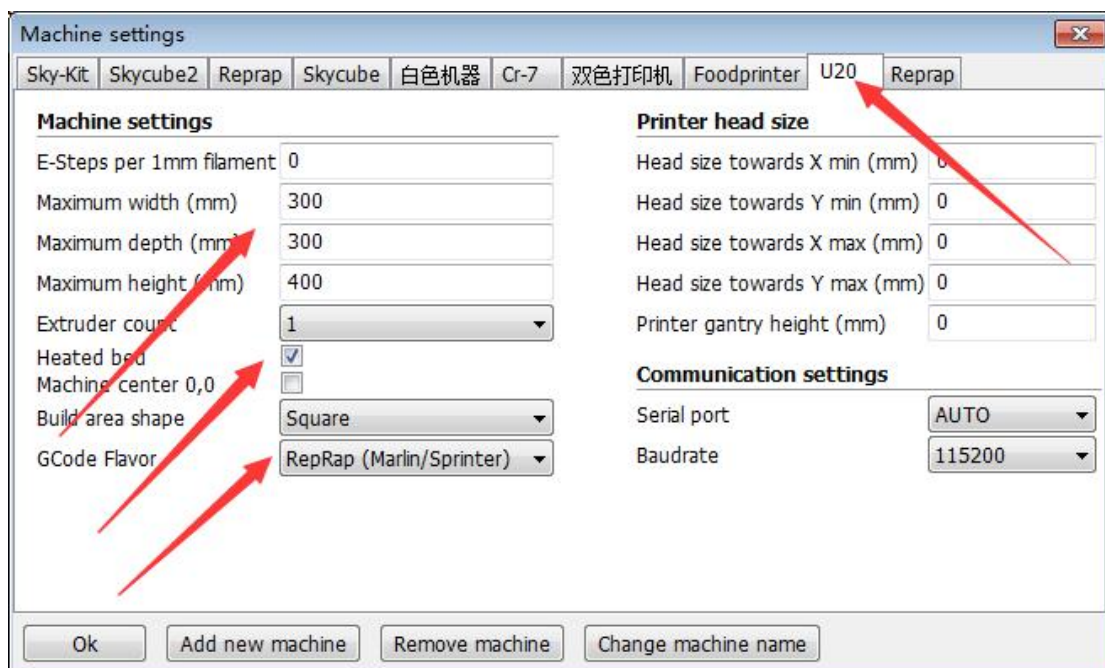 Machine settings
Sky-Kit Skycube2 Reprap Skycube 白色机器 Cr-7 双色打印机 Foodprinter U20 Reprap
Machine settings
E-Steps per 1mm filament 0
Maximum width (mm) 300
Maximum depth (mm) 300
Maximum height (mm) 400
Extruder count 1
Heated bed
Machine center 0,0
Build area shape Square
GCode Flavor RepRap (Marlin/Sprinter)
Printer head size
Head size towards X min (mm) 0
Head size towards Y min (mm) 0
Head size towards X max (mm) 0
Head size towards Y max (mm) 0
Printer gantry height (mm) 0
Communication settings
Serial port AUTO
Baudrate 115200
Ok Add new machine Remove machine Change machine name